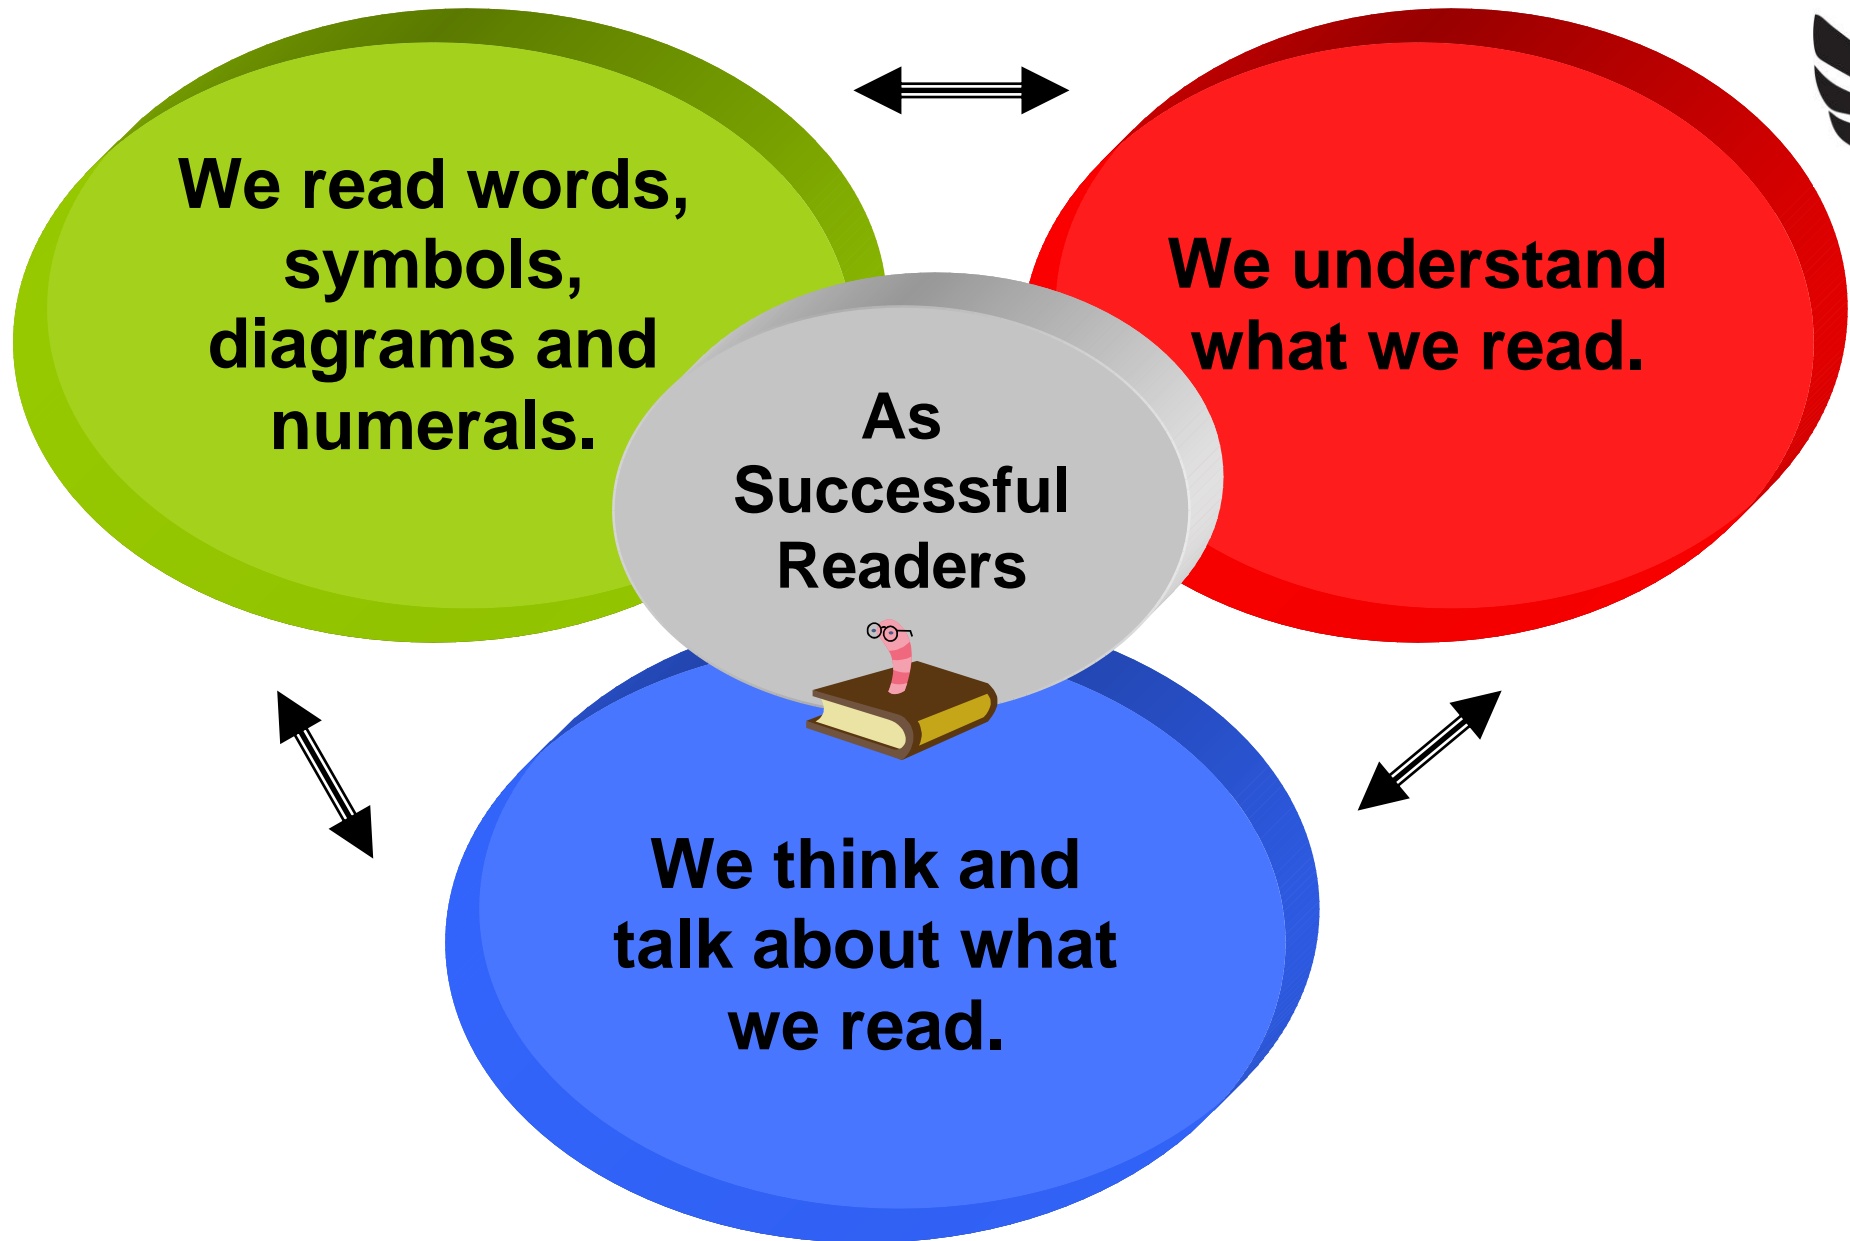 We read words,
symbols,
diagrams and
numerals.
We understand
what we read.
As
Successful
Readers
We think and
talk about what
we read.